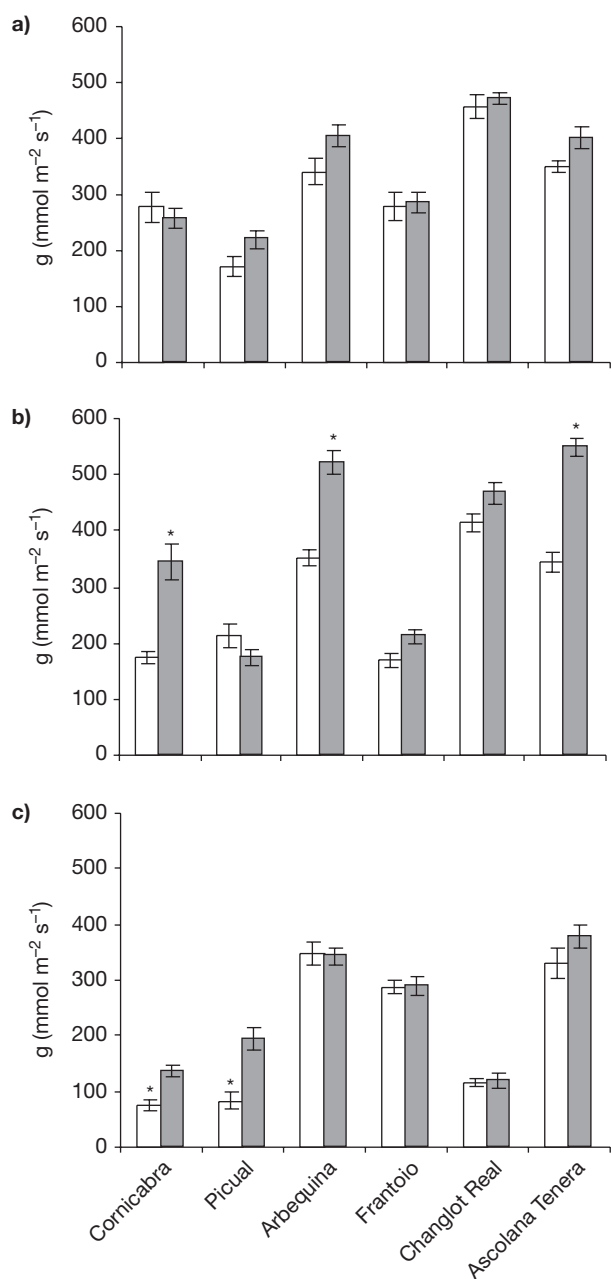 a)
600
500
400
300
200
100
0
g (mmol m⁻² s⁻¹)
b)
600
*
*
500
400
*
300
200
100
0
g (mmol m⁻² s⁻¹)
c)
600
500
400
300
200
100
*
*
0
g (mmol m⁻² s⁻¹)
Cornicabra
Picual
Arbequina
Frantoio
Changlot Real
Ascolana Tenera